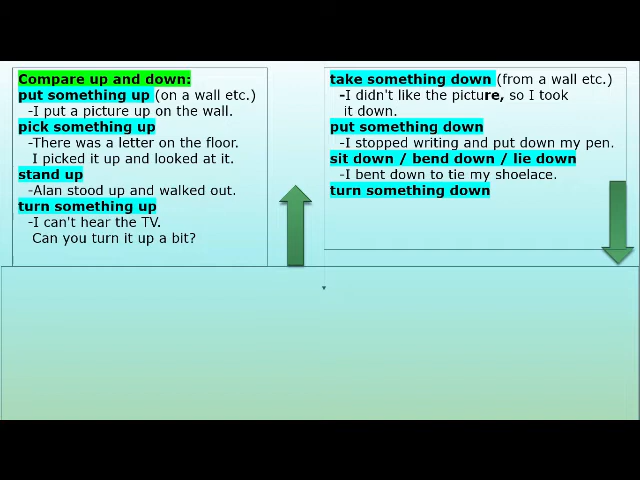 Compare up and down:
put something up (on a wall etc.)
-I put a picture up on the wall.
pick something up
-There was a letter on the floor.
I picked it up and looked at it.
stand up
-Alan stood up and walked out.
turn something up
-I can't hear the TV.
Can you turn it up a bit?
take something down (from a wall etc.)
-I didn't like the picture, so I took
it down.
put something down
-I stopped writing and put down my pen.
sit down / bend down / lie down
-I bent down to tie my shoelace.
turn something down